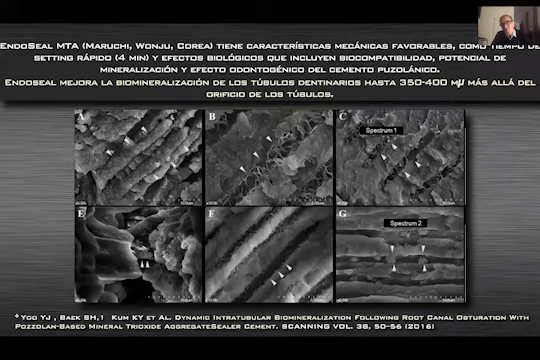 EndoSeal MTA (Maruchi, Wonju, Corea) tiene características mecánicas favorables, como tiempo de
setting rápido (4 min) y efectos biológicos que incluyen biocompatibilidad, potencial de
mineralización y efecto odontogénico del cemento puzolánico.
Endoseal mejora la biomineralización de los túbulos dentinarios hasta 350-400 mμ más allá del
orificio de los túbulos.
A B C
Spectrum 1
E F G
Spectrum 2
* Yoo YJ , Baek SH,1 Kum KY et al. Dynamic Intratubular Biomineralization Following Root Canal Obturation With
Pozzolan-Based Mineral Trioxide AggregateSealer Cement. SCANNING VOL. 38, 50–56 (2016)